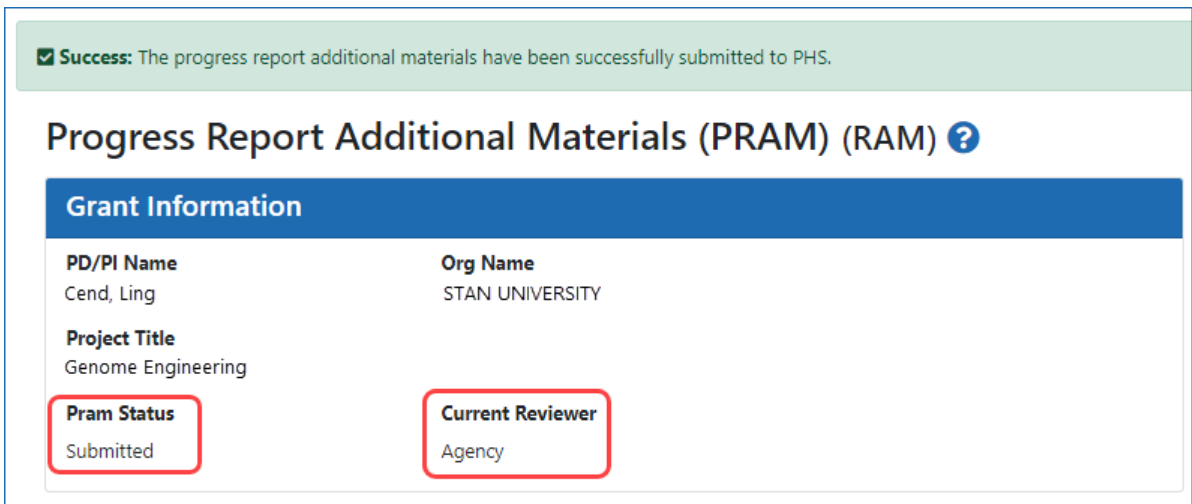 Success: The progress report additional materials have been successfully submitted to PHS.
Progress Report Additional Materials (PRAM) (RAM) ?
Grant Information
PD/PI Name Org Name
Cend, Ling STAN UNIVERSITY
Project Title
Genome Engineering
Pram Status Current Reviewer
Submitted Agency